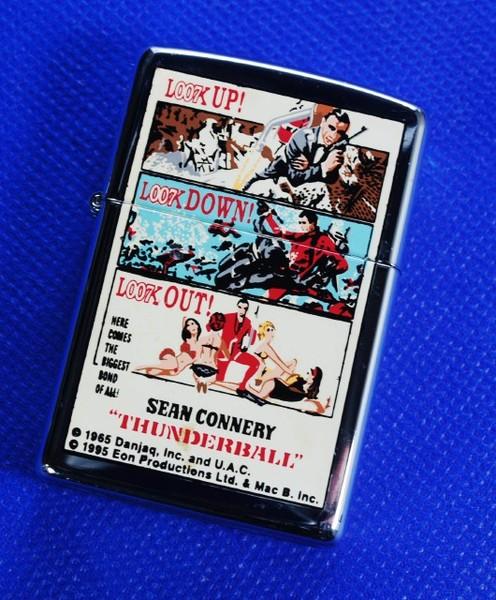 LOOK UP!
LOOK DOWN!
LOOK OUT!
HERE
COMES
THE
BIGGEST
BOND
OF ALL!
SEAN CONNERY
"THUNDERBALL"
© 1965 Danjaq, Inc. and U.A.C.
© 1995 Eon Productions Ltd. & Mac B. Inc.